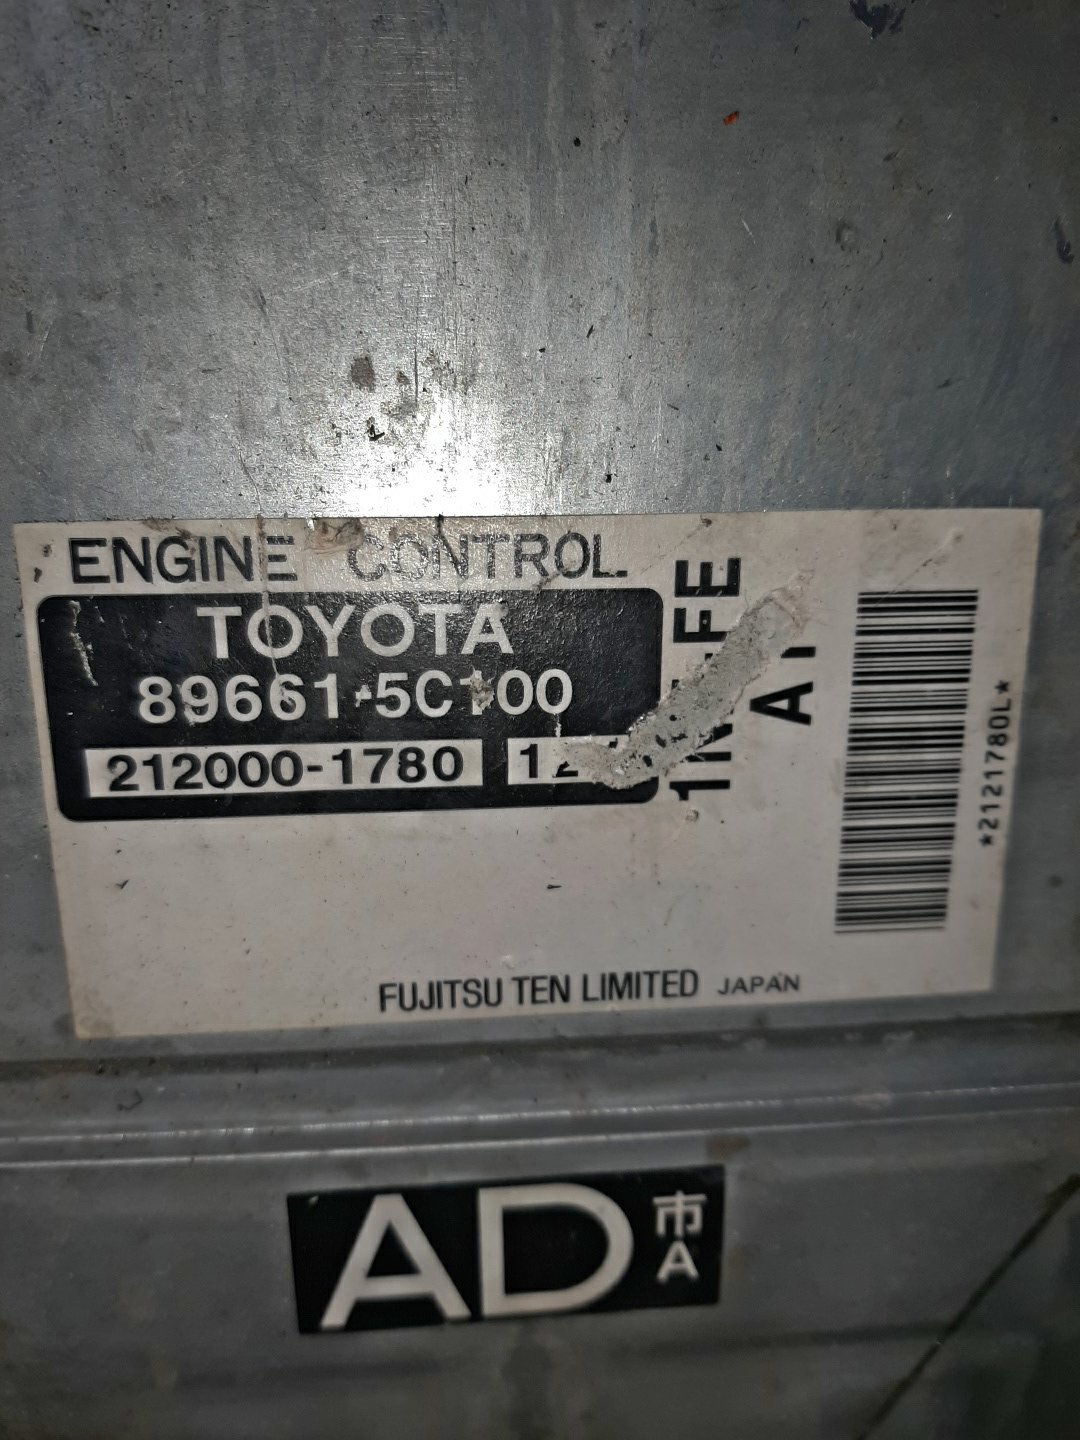 ENGINE CONTROL.
TOYOTA
89661-5C100
212000-1780
*2121780L*
FUJITSU TEN LIMITED JAPAN
AD
市
A